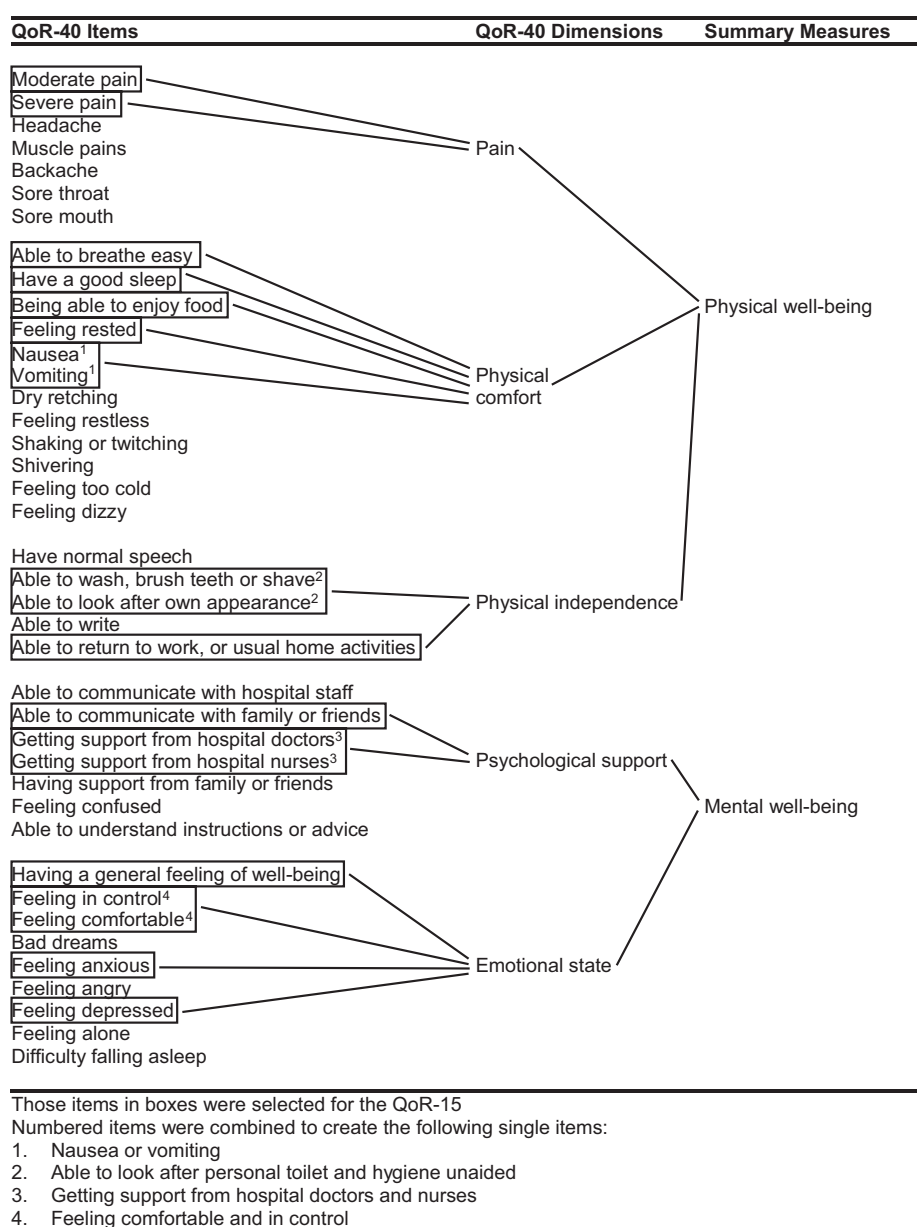 QoR-40 Items QoR-40 Dimensions Summary Measures
Moderate pain
Severe pain
Headache
Muscle pains Pain
Backache
Sore throat
Sore mouth
Able to breathe easy
Have a good sleep
Being able to enjoy food Physical well-being
Feeling rested
Nausea¹
Vomiting¹ Physical
Dry retching comfort
Feeling restless
Shaking or twitching
Shivering
Feeling too cold
Feeling dizzy
Have normal speech
Able to wash, brush teeth or shave²
Able to look after own appearance² Physical independence
Able to write
Able to return to work, or usual home activities
Able to communicate with hospital staff
Able to communicate with family or friends
Getting support from hospital doctors³
Getting support from hospital nurses³ Psychological support
Having support from family or friends
Feeling confused Mental well-being
Able to understand instructions or advice
Having a general feeling of well-being
Feeling in control⁴
Feeling comfortable⁴
Bad dreams
Feeling anxious Emotional state
Feeling angry
Feeling depressed
Feeling alone
Difficulty falling asleep
Those items in boxes were selected for the QoR-15
Numbered items were combined to create the following single items:
1. Nausea or vomiting
2. Able to look after personal toilet and hygiene unaided
3. Getting support from hospital doctors and nurses
4. Feeling comfortable and in control